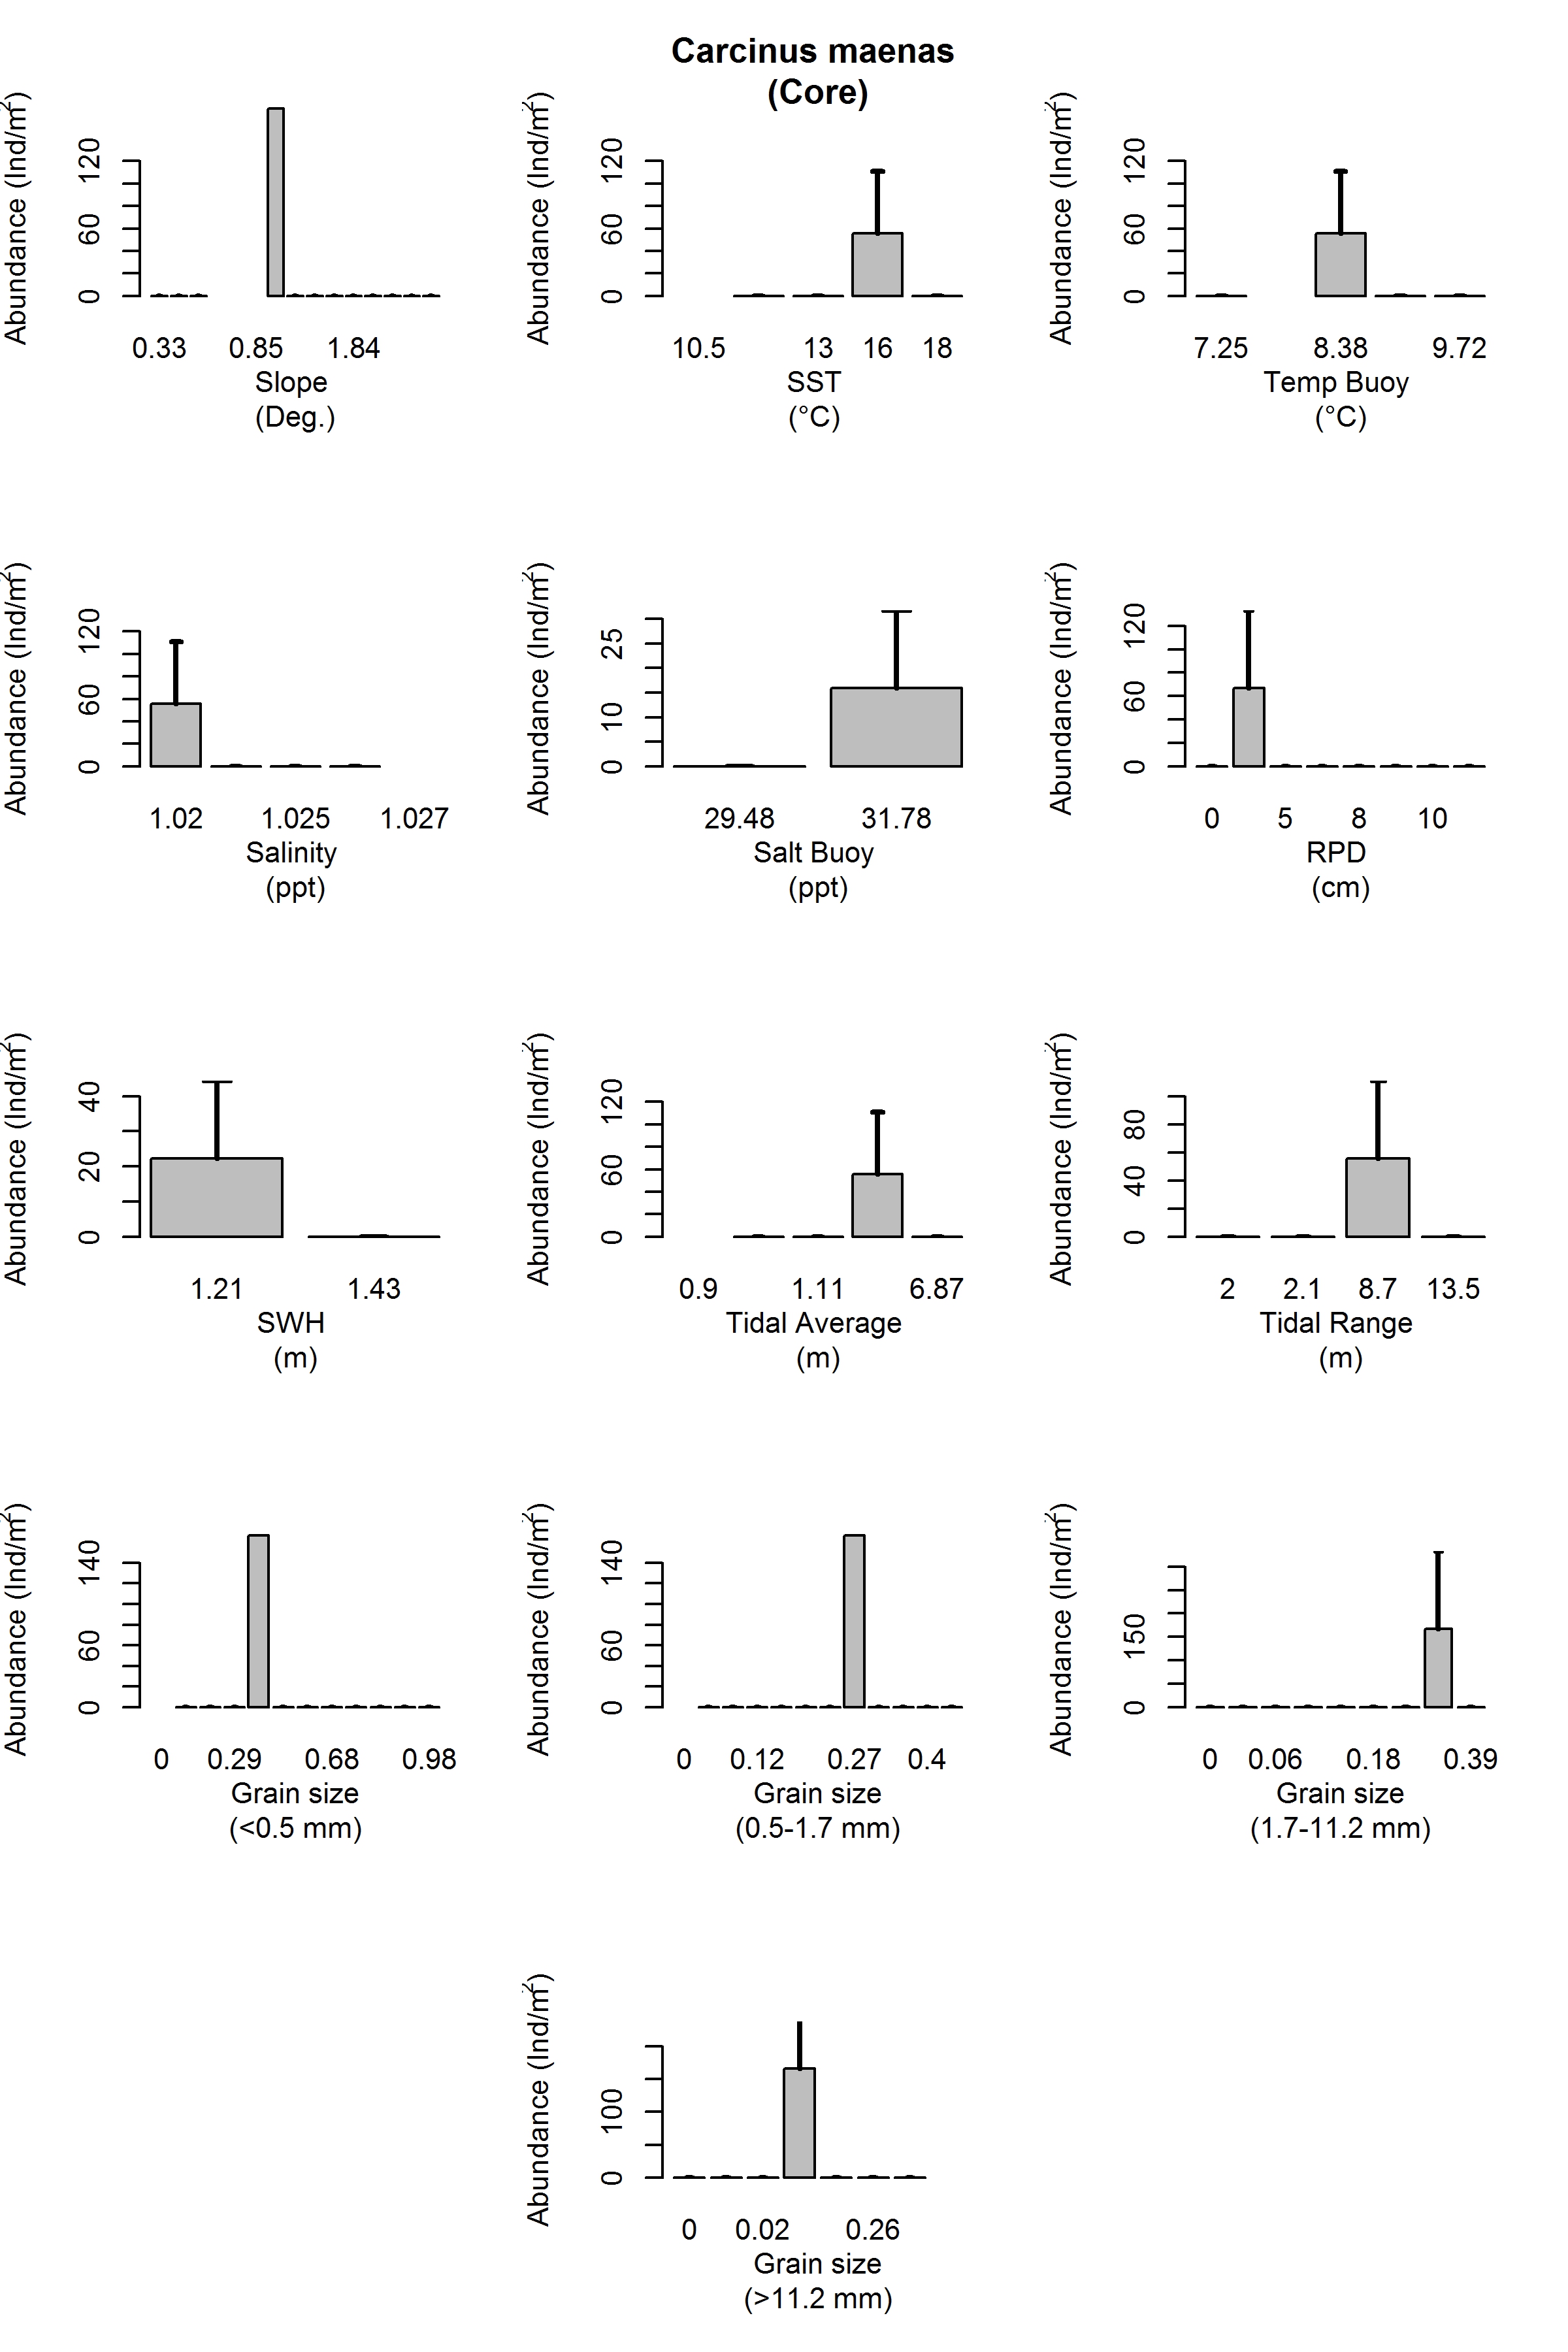 Carcinus maenas
(Core)
Abundance (Ind/m²)
0 60 120
0.33 0.85 1.84
Slope
(Deg.)
Abundance (Ind/m²)
0 60 120
10.5 13 16 18
SST
(°C)
Abundance (Ind/m²)
0 60 120
7.25 8.38 9.72
Temp Buoy
(°C)
Abundance (Ind/m²)
0 60 120
1.02 1.025 1.027
Salinity
(ppt)
Abundance (Ind/m²)
0 10 25
29.48 31.78
Salt Buoy
(ppt)
Abundance (Ind/m²)
0 60 120
0 5 8 10
RPD
(cm)
Abundance (Ind/m²)
0 20 40
1.21 1.43
SWH
(m)
Abundance (Ind/m²)
0 60 120
0.9 1.11 6.87
Tidal Average
(m)
Abundance (Ind/m²)
0 40 80
2 2.1 8.7 13.5
Tidal Range
(m)
Abundance (Ind/m²)
0 60 140
0 0.29 0.68 0.98
Grain size
(<0.5 mm)
Abundance (Ind/m²)
0 60 140
0 0.12 0.27 0.4
Grain size
(0.5-1.7 mm)
Abundance (Ind/m²)
0 150
0 0.06 0.18 0.39
Grain size
(1.7-11.2 mm)
Abundance (Ind/m²)
0 100
0 0.02 0.26
Grain size
(>11.2 mm)